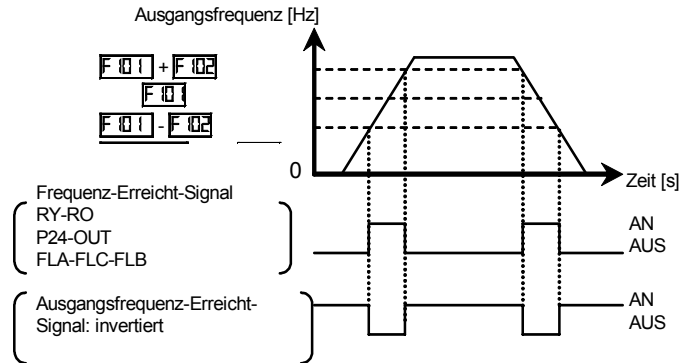 Ausgangsfrequenz [Hz]
F101 + F102
F101
F101 - F102
0
Zeit [s]
Frequenz-Erreicht-Signal
RY-RO
P24-OUT
FLA-FLC-FLB
AN
AUS
Ausgangsfrequenz-Erreicht-
Signal: invertiert
AN
AUS